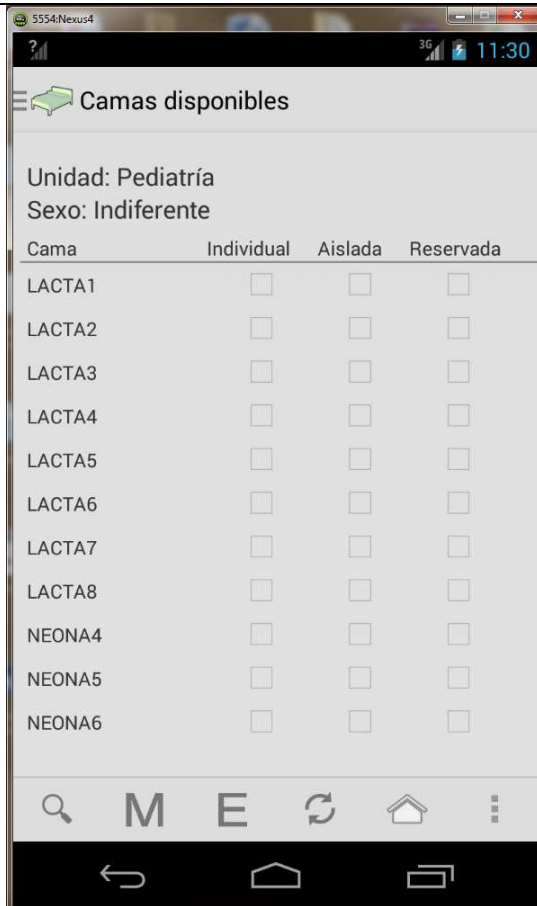 5554:Nexus4
3G 11:30
Camas disponibles
Unidad: Pediatría
Sexo: Indiferente
Cama Individual Aislada Reservada
LACTA1
LACTA2
LACTA3
LACTA4
LACTA5
LACTA6
LACTA7
LACTA8
NEONA4
NEONA5
NEONA6
M E